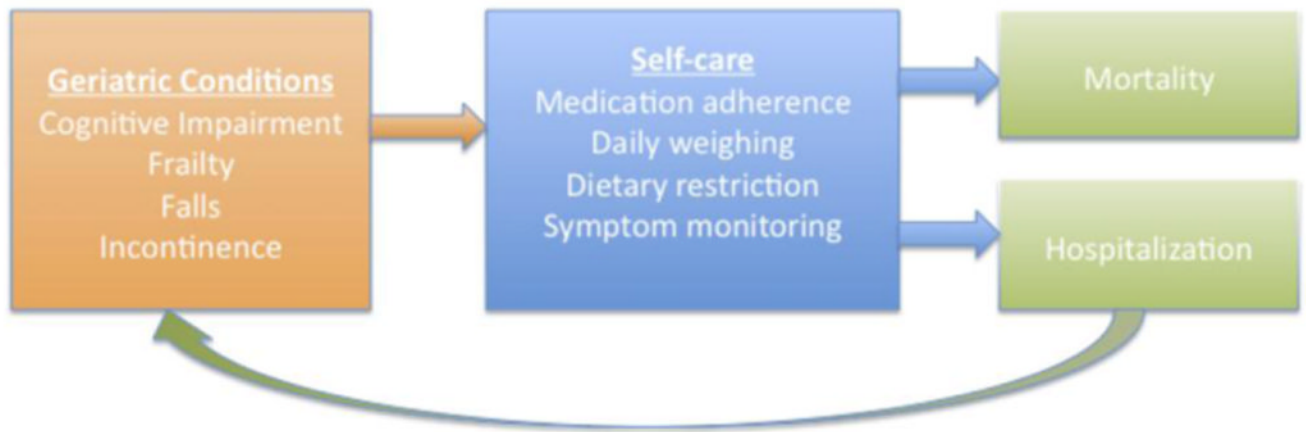 Geriatric Conditions
Cognitive Impairment
Frailty
Falls
Incontinence
Self-care
Medication adherence
Daily weighing
Dietary restriction
Symptom monitoring
Mortality
Hospitalization